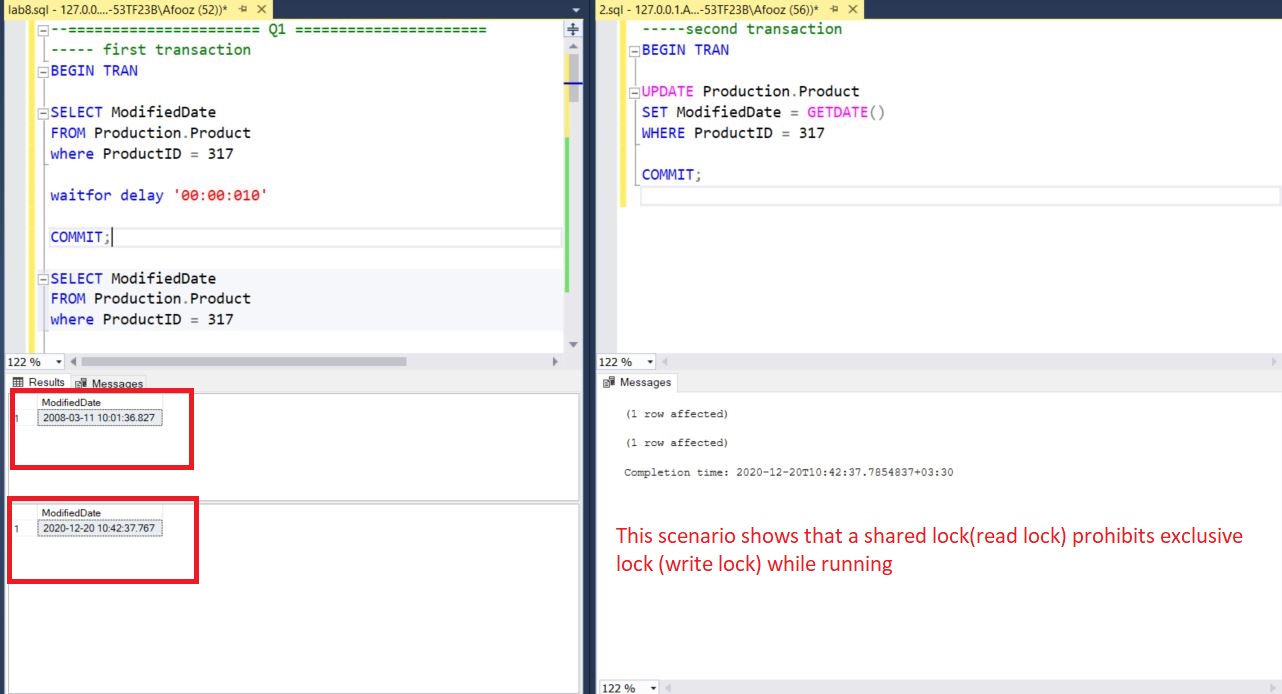 lab8.sql - 127.0.0....-53TF23B\Afooz (52))*
--====================== Q1 ======================
----- first transaction
BEGIN TRAN
SELECT ModifiedDate
FROM Production.Product
where ProductID = 317
waitfor delay '00:00:010'
COMMIT;
SELECT ModifiedDate
FROM Production.Product
where ProductID = 317
122 %
Results Messages
ModifiedDate
1 2008-03-11 10:01:36.827
ModifiedDate
1 2020-12-20 10:42:37.767
2.sql - 127.0.0.1.A...-53TF23B\Afooz (56))*
-----second transaction
BEGIN TRAN
UPDATE Production.Product
SET ModifiedDate = GETDATE()
WHERE ProductID = 317
COMMIT;
122 %
Messages
(1 row affected)
(1 row affected)
Completion time: 2020-12-20T10:42:37.7854837+03:30
This scenario shows that a shared lock(read lock) prohibits exclusive
lock (write lock) while running
122 %